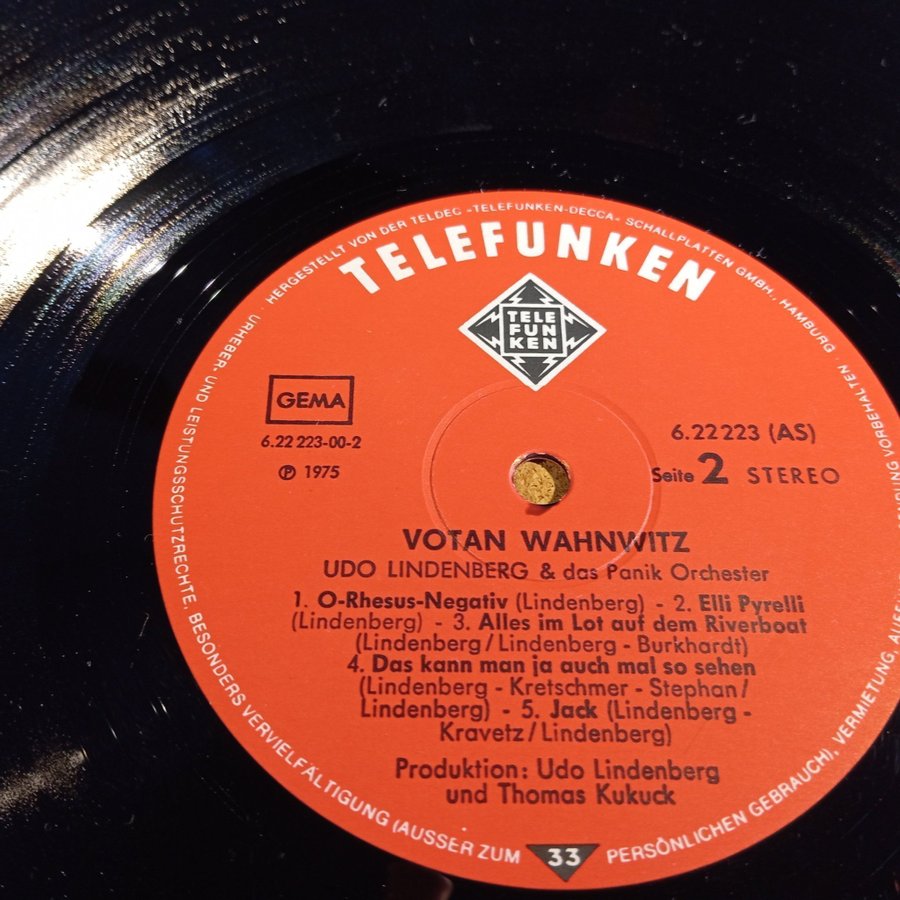 HERGESTELLT VON DER TELDEC »TELEFUNKEN-DECCA« SCHALLPLATTEN GMBH., HAMBURG
TELEFUNKEN
TELE
FUN
KEN
GEMA
6.22 223-00-2
℗ 1975
6.22223 (AS)
Seite 2 STEREO
VOTAN WAHNWITZ
UDO LINDENBERG & das Panik Orchester
1. O-Rhesus-Negativ (Lindenberg) - 2. Elli Pyrelli
(Lindenberg) - 3. Alles im Lot auf dem Riverboat
(Lindenberg/Lindenberg - Burkhardt)
4. Das kann man ja auch mal so sehen
(Lindenberg - Kretschmer - Stephan/
Lindenberg) - 5. Jack (Lindenberg -
Kravetz/Lindenberg)
Produktion: Udo Lindenberg
und Thomas Kukuck
33
URHEBER- UND LEISTUNGSSCHUTZRECHTE, BESONDERS VERVIELFÄLTIGUNG (AUSSER ZUM PERSÖNLICHEN GEBRAUCH), VERMIETUNG, VORBEHALTEN